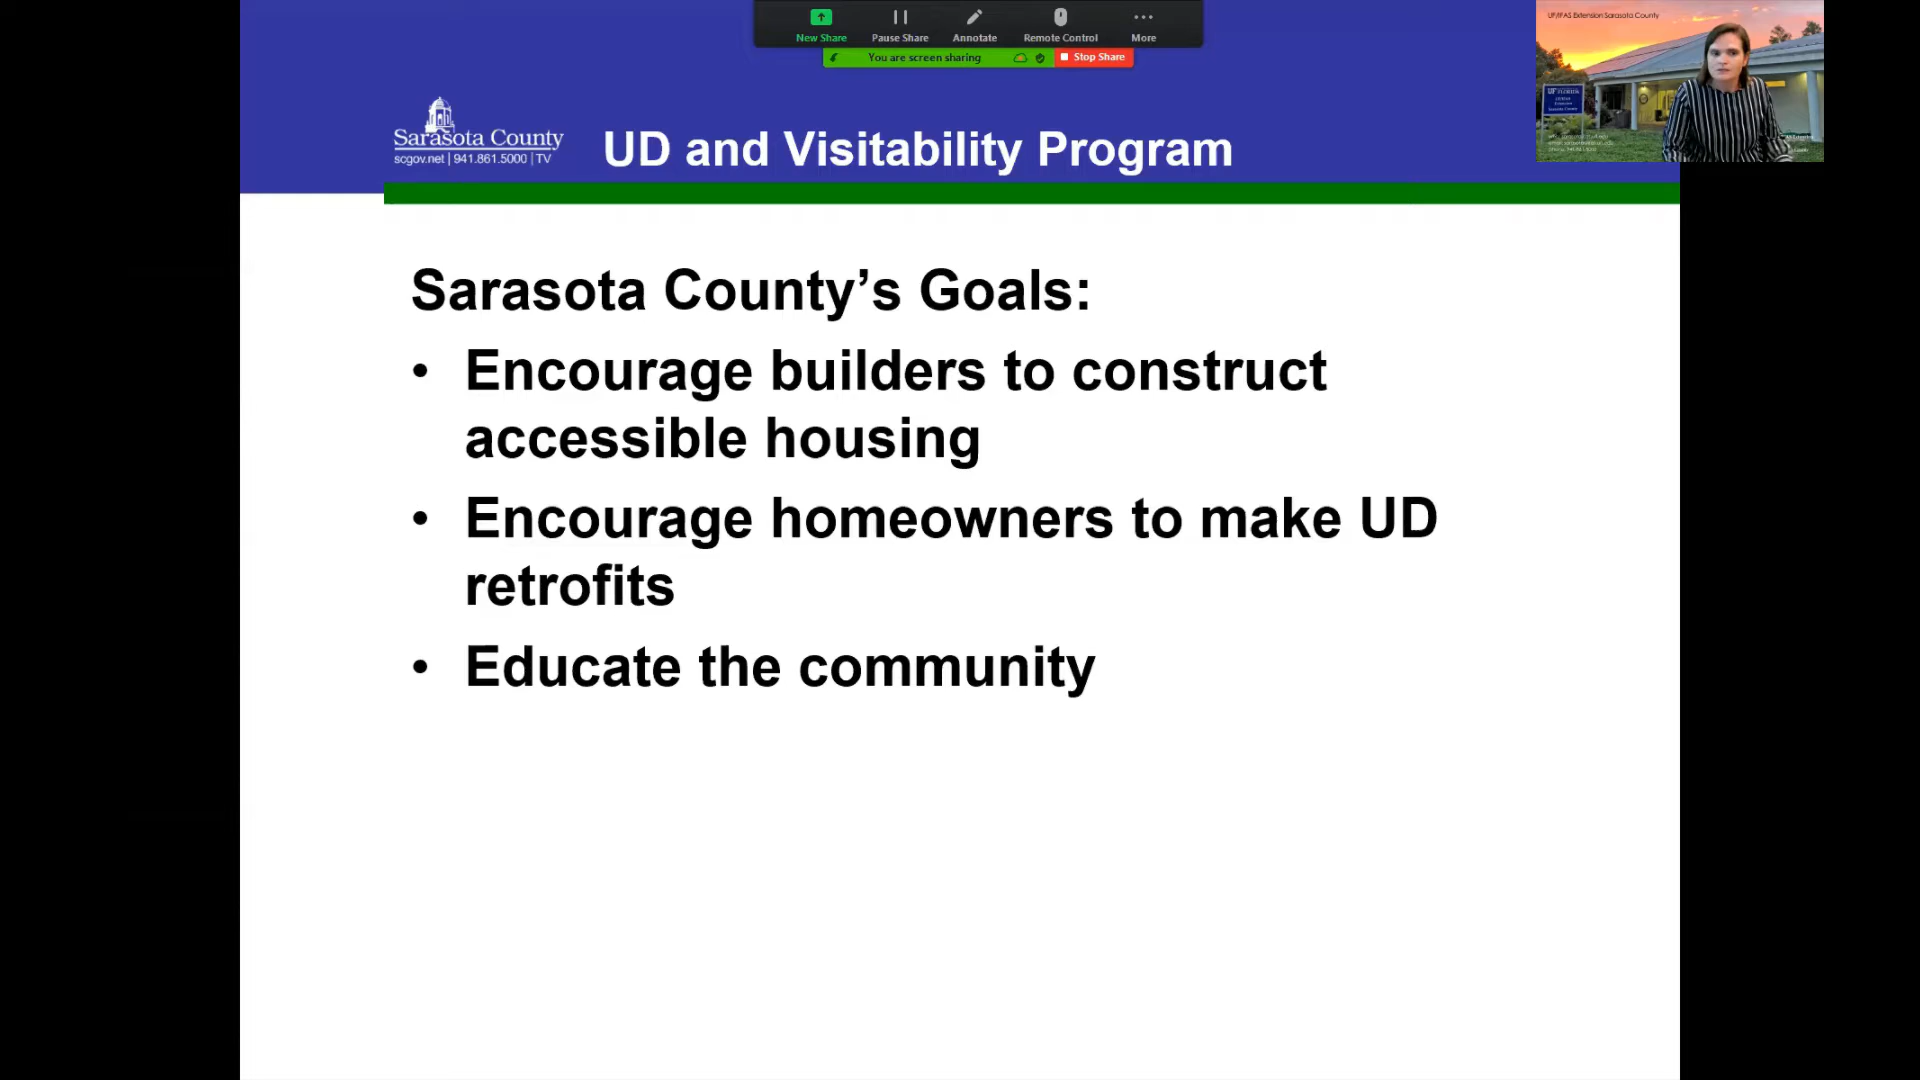 New Share
Pause Share
Annotate
Remote Control
More
You are screen sharing
Stop Share
UF/IFAS Extension Sarasota County
Sarasota County
scgov.net | 941.861.5000 | TV
UD and Visitability Program
Sarasota County’s Goals:
• Encourage builders to construct
accessible housing
• Encourage homeowners to make UD
retrofits
• Educate the community